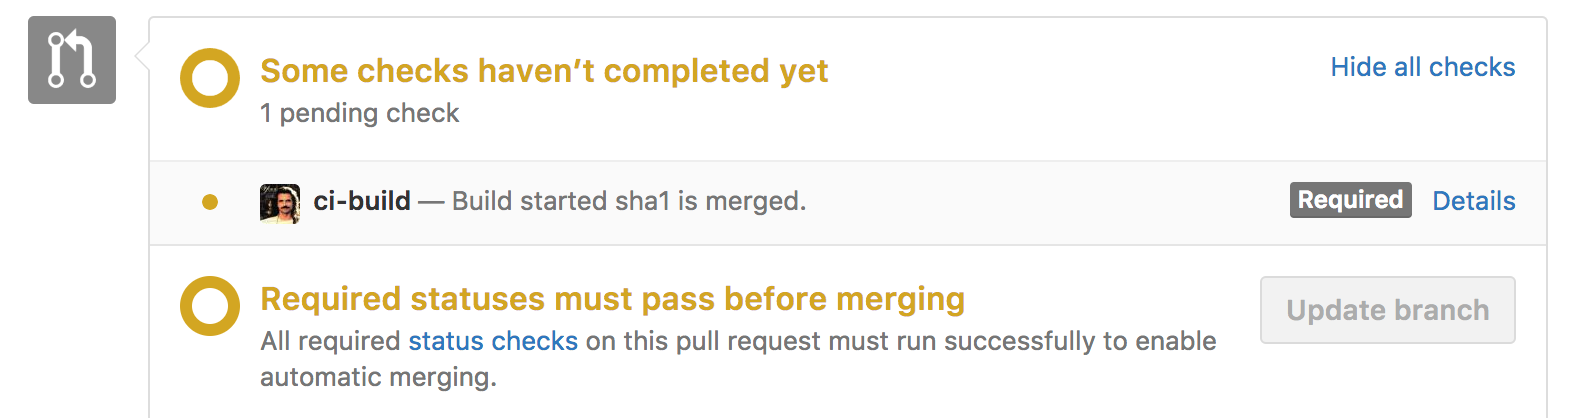 Some checks haven’t completed yet
Hide all checks
1 pending check
ci-build — Build started sha1 is merged.
Required
Details
Required statuses must pass before merging
Update branch
All required status checks on this pull request must run successfully to enable
automatic merging.